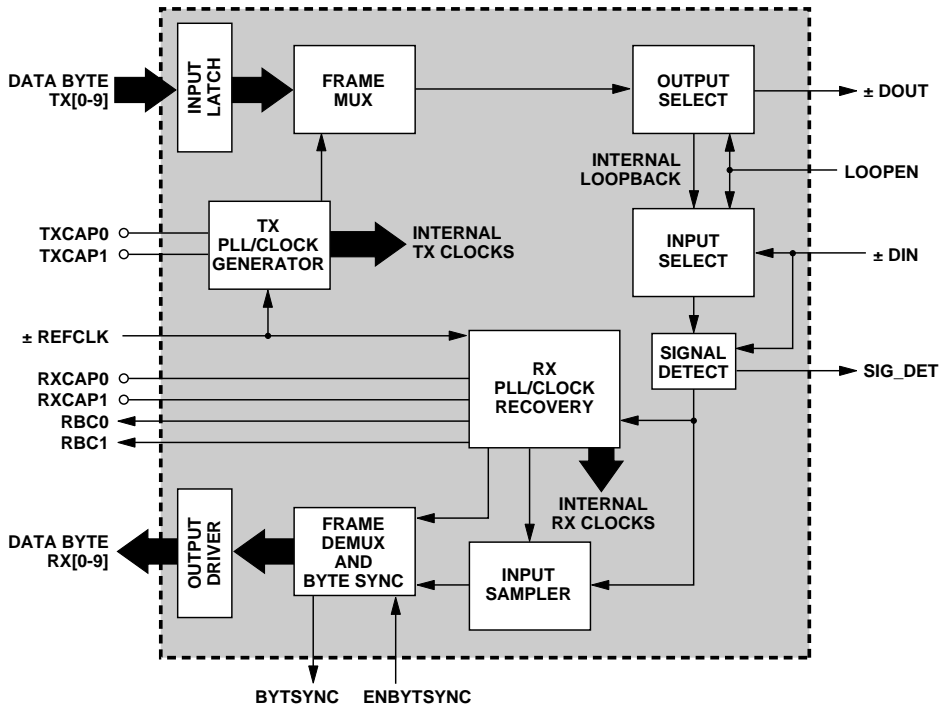 DATA BYTE
TX[0-9]
INPUT
LATCH
FRAME
MUX
OUTPUT
SELECT
± DOUT
INTERNAL
LOOPBACK
LOOPEN
TXCAP0
TXCAP1
TX
PLL/CLOCK
GENERATOR
INTERNAL
TX CLOCKS
INPUT
SELECT
± DIN
± REFCLK
SIGNAL
DETECT
SIG_DET
RXCAP0
RXCAP1
RBC0
RBC1
RX
PLL/CLOCK
RECOVERY
INTERNAL
RX CLOCKS
DATA BYTE
RX[0-9]
OUTPUT
DRIVER
FRAME
DEMUX
AND
BYTE SYNC
INPUT
SAMPLER
BYTSYNC
ENBYTSYNC